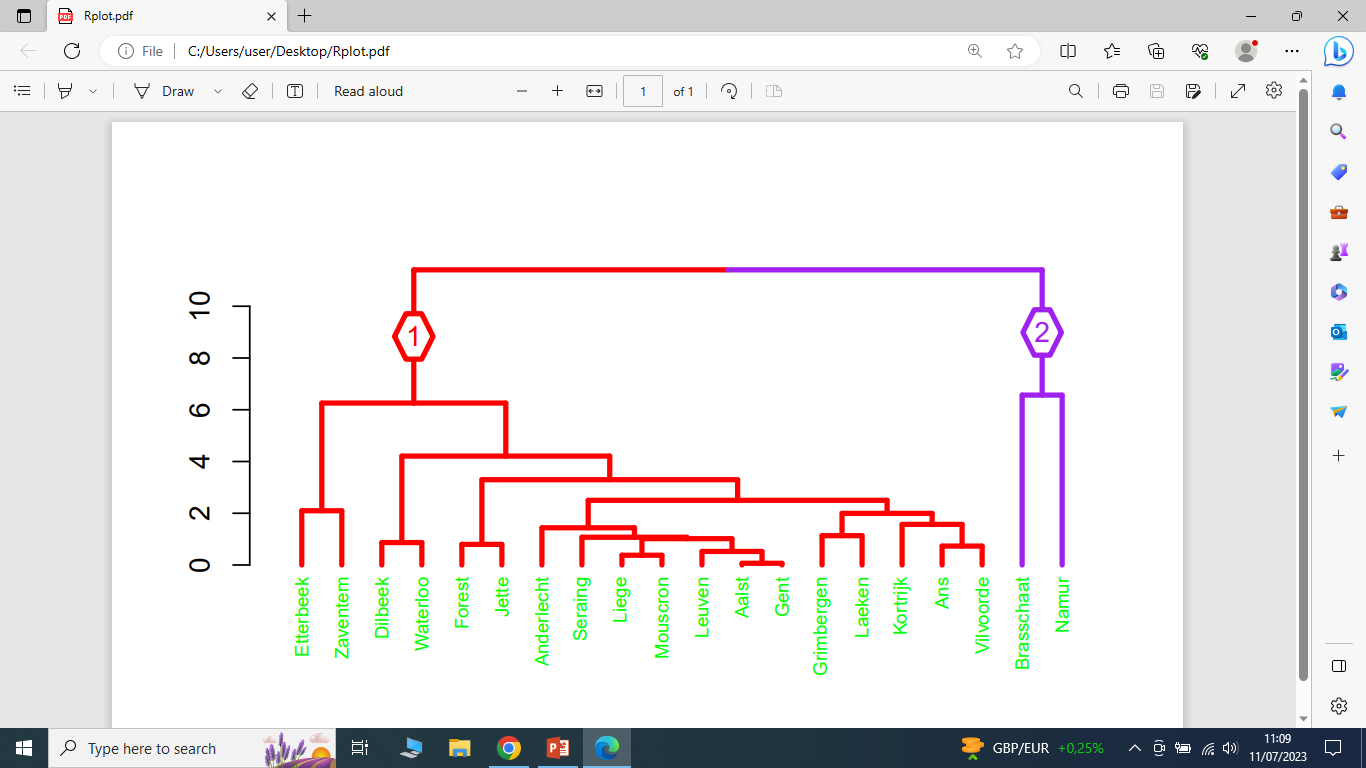 Rplot.pdf
File C:/Users/user/Desktop/Rplot.pdf
Draw Read aloud 1 of 1
1
2
10
8
6
4
2
0
Etterbeek
Zaventem
Dilbeek
Waterloo
Forest
Jette
Anderlecht
Seraing
Liege
Mouscron
Leuven
Aalst
Gent
Grimbergen
Laeken
Kortrijk
Ans
Vilvoorde
Brasschaat
Namur
Type here to search
GBP/EUR +0,25%
11:09
11/07/2023